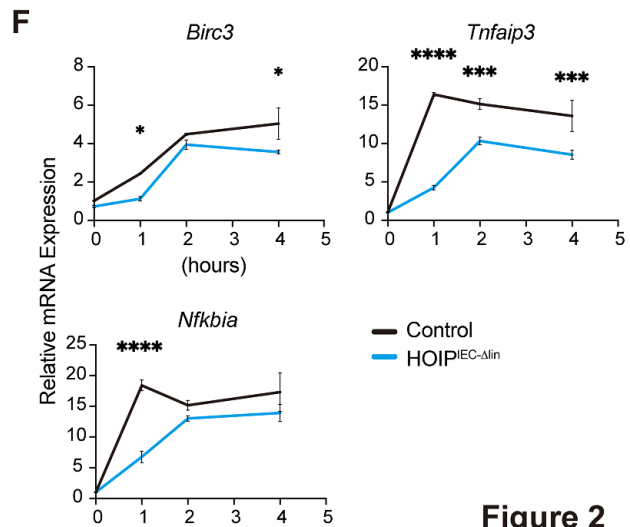 F
Birc3
Tnfaip3
Relative mRNA Expression
8
6
4
2
0
*
*
0 1 2 3 4 5
(hours)
20
15
10
5
0
**** *** ***
0 1 2 3 4 5
Nfkbia
25
20
15
10
5
0
****
0 1 2 3 4 5
Control
HOIPIEC-Δlin
Figure 2